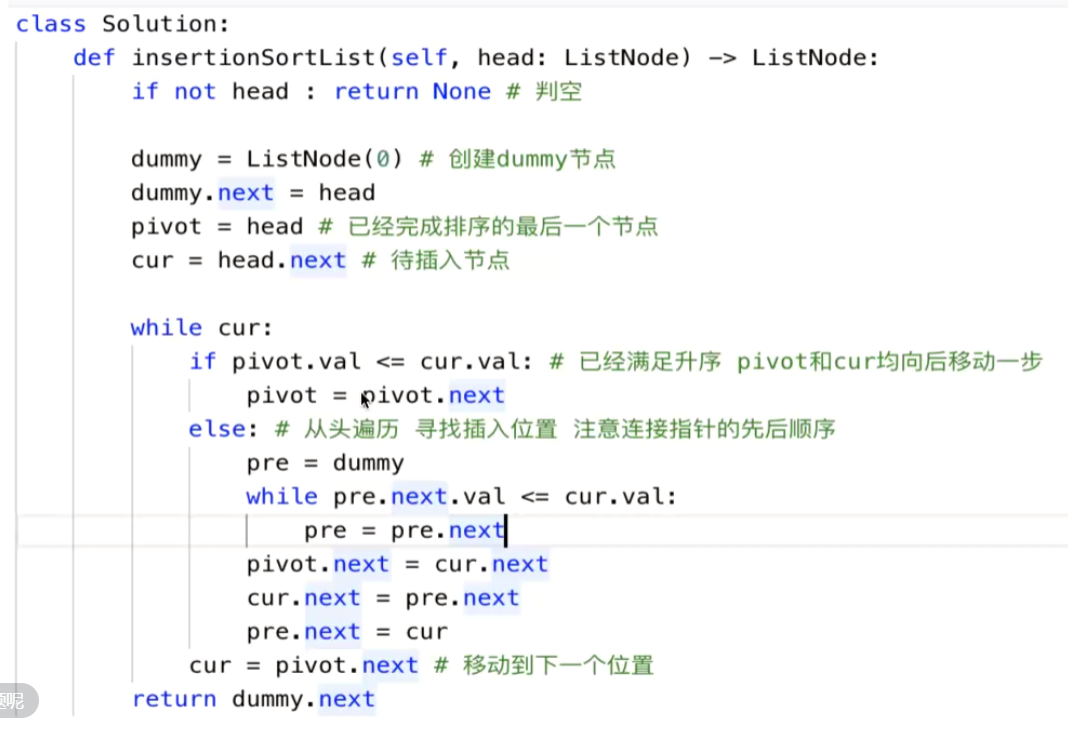 class Solution:
    def insertionSortList(self, head: ListNode) -> ListNode:
        if not head : return None # 判空

        dummy = ListNode(0) # 创建dummy节点
        dummy.next = head
        pivot = head # 已经完成排序的最后一个节点
        cur = head.next # 待插入节点

        while cur:
            if pivot.val <= cur.val: # 已经满足升序 pivot和cur均向后移动一步
                pivot = pivot.next
            else: # 从头遍历 寻找插入位置 注意连接指针的先后顺序
                pre = dummy
                while pre.next.val <= cur.val:
                    pre = pre.next
                pivot.next = cur.next
                cur.next = pre.next
                pre.next = cur
            cur = pivot.next # 移动到下一个位置
        return dummy.next
呢